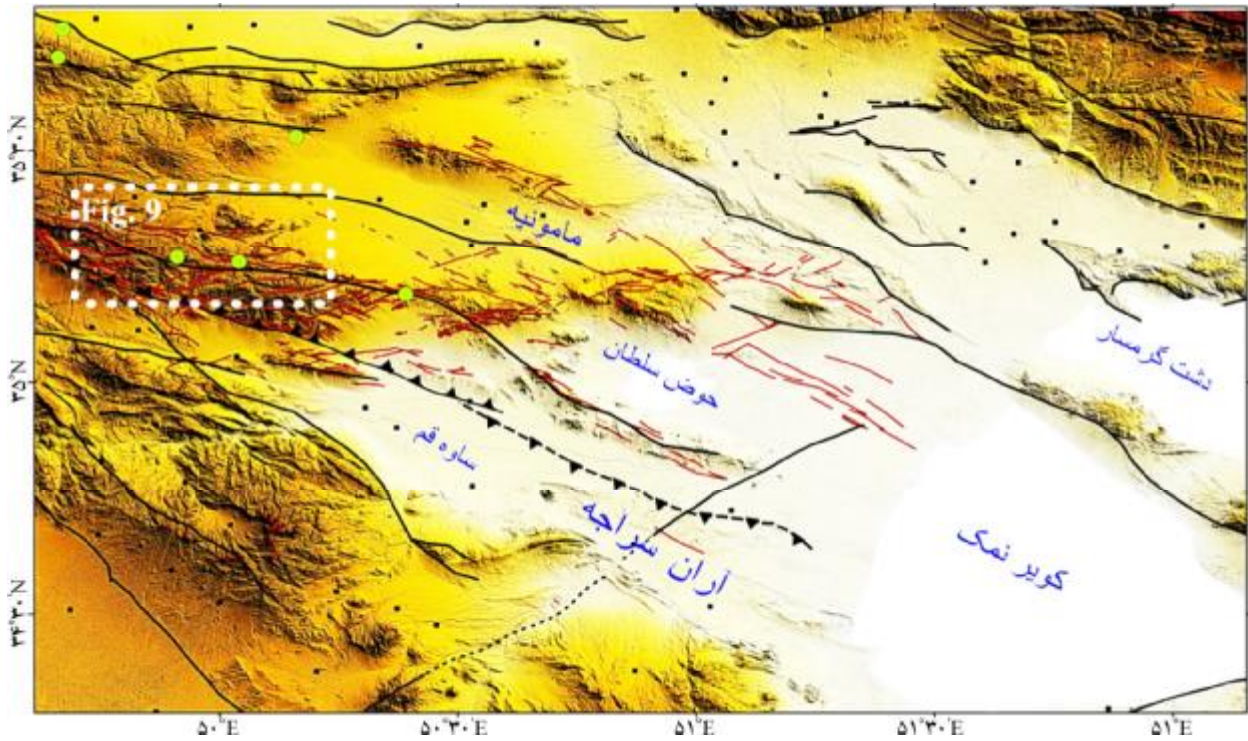 ۳۵°۳۰'N
Fig. 9
مامونیه
۳۵°N
حوض سلطان
دشت گرمسار
ساوه قم
آران سراجه
کویر نمک
۳۴°۳۰'N
۵۰°E
۵۰°۳۰'E
۵۱°E
۵۱°۳۰'E
۵۱°E